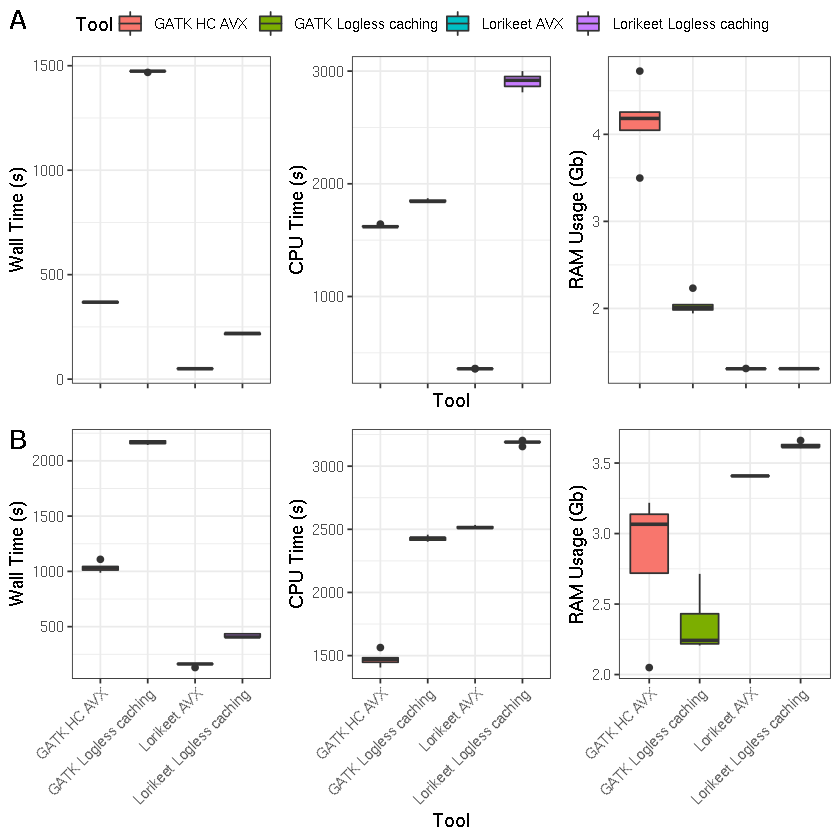 A
Tool GATK HC AVX GATK Logless caching Lorikeet AVX Lorikeet Logless caching
Wall Time (s)
1500
1000
500
0
CPU Time (s)
3000
2000
1000
Tool
RAM Usage (Gb)
4
3
2
B
Wall Time (s)
2000
1500
1000
500
GATK HC AVX
GATK Logless caching
Lorikeet AVX
Lorikeet Logless caching
CPU Time (s)
3000
2500
2000
1500
GATK HC AVX
GATK Logless caching
Lorikeet AVX
Lorikeet Logless caching
Tool
RAM Usage (Gb)
3.5
3.0
2.5
2.0
GATK HC AVX
GATK Logless caching
Lorikeet AVX
Lorikeet Logless caching